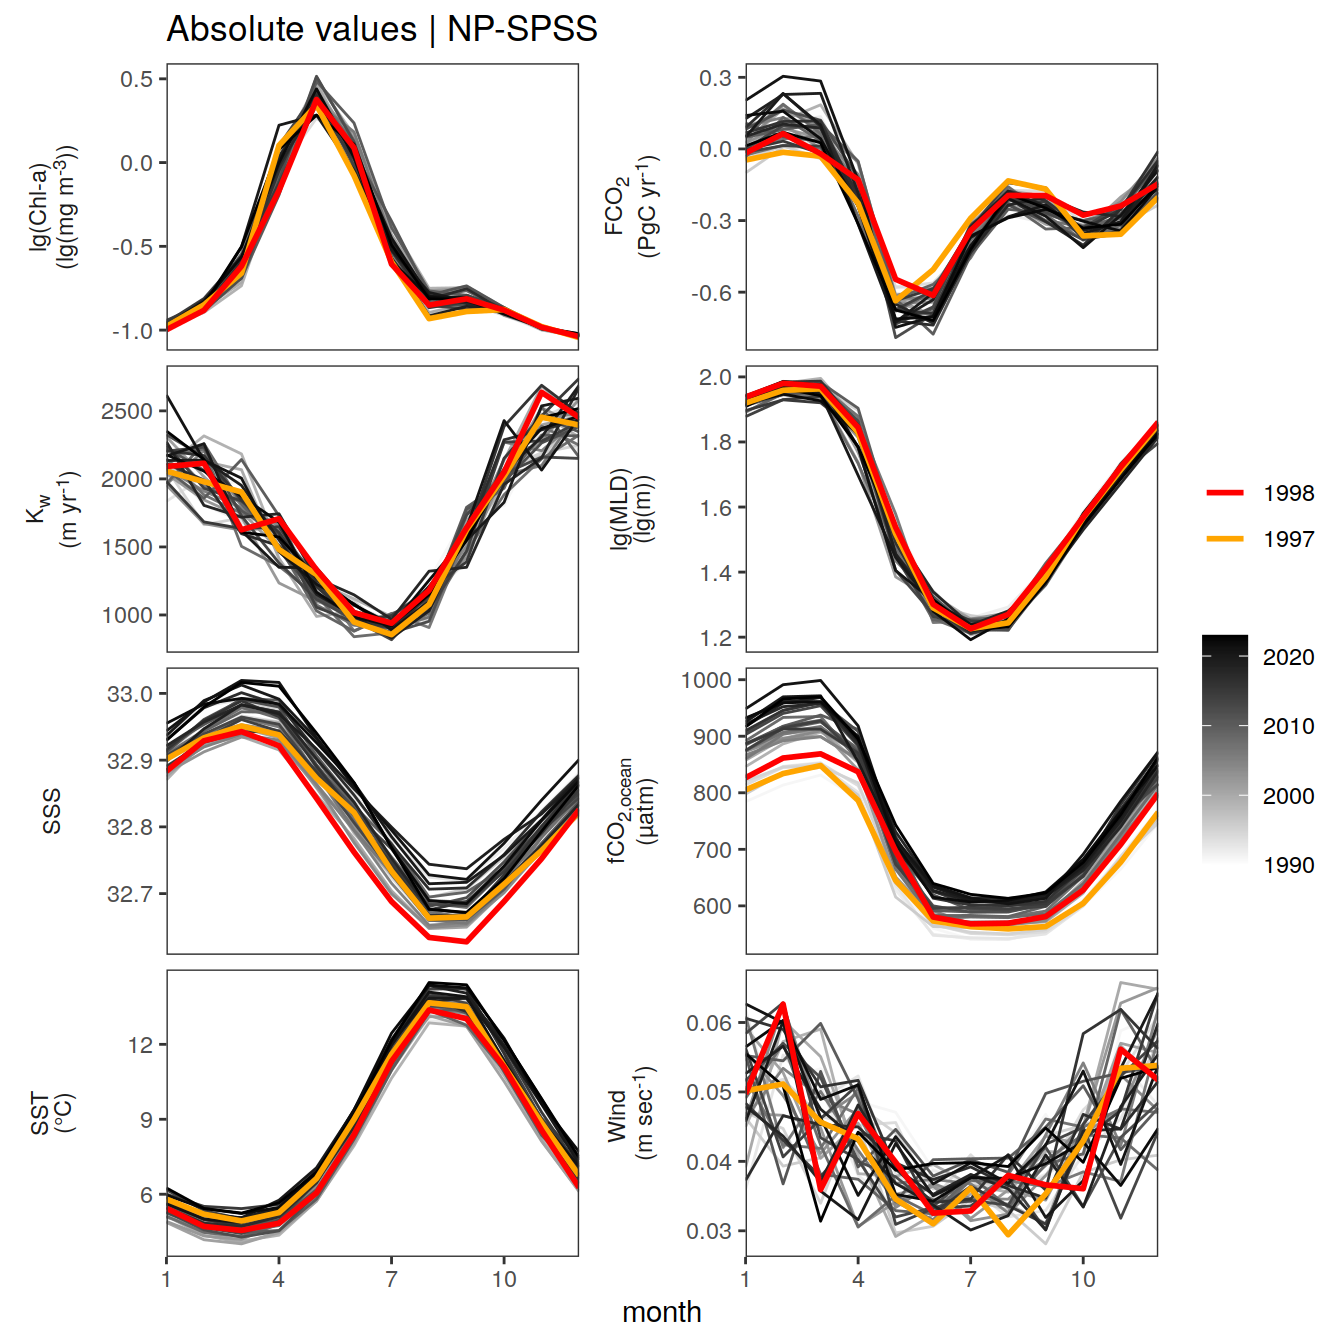 Absolute values | NP-SPSS
lg(Chl-a)
(lg(mg m⁻³))
0.5
0.0
-0.5
-1.0
FCO₂
(PgC yr⁻¹)
0.3
0.0
-0.3
-0.6
K_w
(m yr⁻¹)
2500
2000
1500
1000
lg(MLD)
(lg(m))
2.0
1.8
1.6
1.4
1.2
SSS
33.0
32.9
32.8
32.7
fCO₂,ocean
(µatm)
1000
900
800
700
600
SST
(°C)
12
9
6
Wind
(m sec⁻¹)
0.06
0.05
0.04
0.03
1 4 7 10
1 4 7 10
month
1998
1997
2020
2010
2000
1990